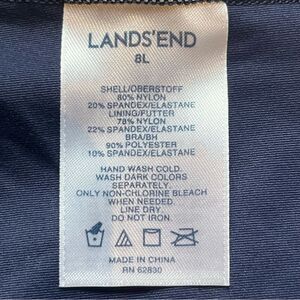 LANDS'END
8L
SHELL/OBERSTOFF
80% NYLON
20% SPANDEX/ELASTANE
LINING/FUTTER
78% NYLON
22% SPANDEX/ELASTANE
BRA/BH
90% POLYESTER
10% SPANDEX/ELASTANE
HAND WASH COLD.
WASH DARK COLORS
SEPARATELY.
ONLY NON-CHLORINE BLEACH
WHEN NEEDED.
LINE DRY.
DO NOT IRON.
MADE IN CHINA
RN 62830